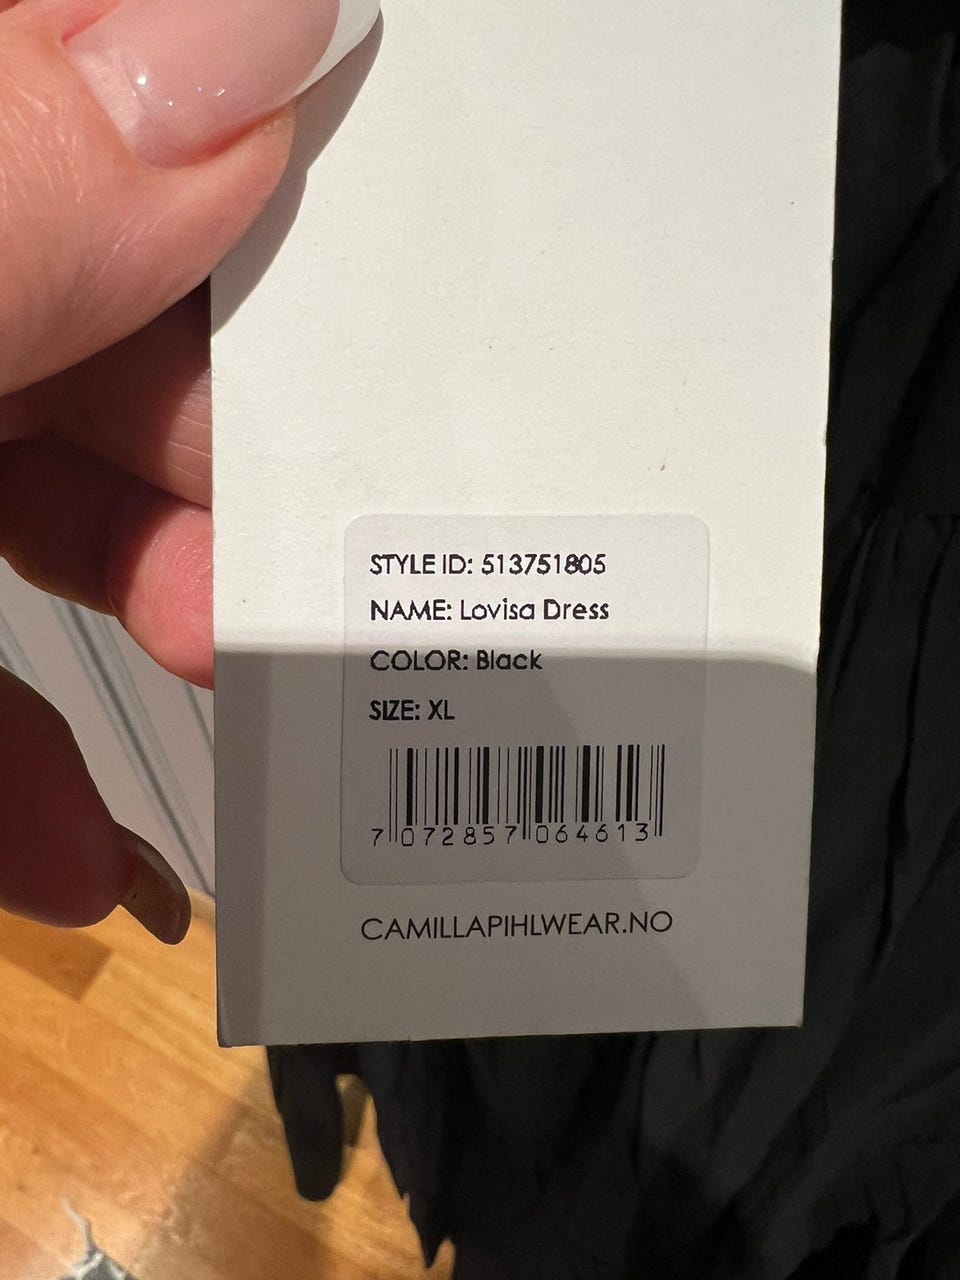 STYLE ID: 513751805
NAME: Lovisa Dress
COLOR: Black
SIZE: XL
7 072857 064613
CAMILLAPIHLWEAR.NO